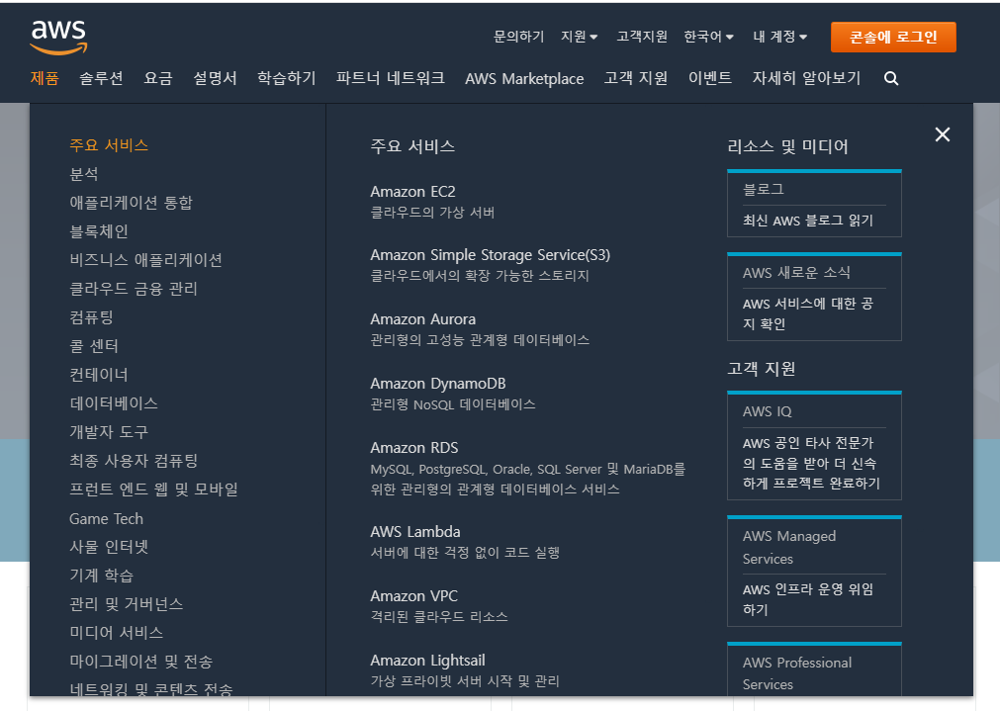 aws
문의하기 지원 고객지원 한국어 내 계정 콘솔에 로그인
제품 솔루션 요금 설명서 학습하기 파트너 네트워크 AWS Marketplace 고객 지원 이벤트 자세히 알아보기
주요 서비스
분석
애플리케이션 통합
블록체인
비즈니스 애플리케이션
클라우드 금융 관리
컴퓨팅
콜 센터
컨테이너
데이터베이스
개발자 도구
최종 사용자 컴퓨팅
프런트 엔드 웹 및 모바일
Game Tech
사물 인터넷
기계 학습
관리 및 거버넌스
미디어 서비스
마이그레이션 및 전송
네트워킹 및 콘텐츠 전송
주요 서비스
Amazon EC2
클라우드의 가상 서버
Amazon Simple Storage Service(S3)
클라우드에서의 확장 가능한 스토리지
Amazon Aurora
관리형의 고성능 관계형 데이터베이스
Amazon DynamoDB
관리형 NoSQL 데이터베이스
Amazon RDS
MySQL, PostgreSQL, Oracle, SQL Server 및 MariaDB를
위한 관리형의 관계형 데이터베이스 서비스
AWS Lambda
서버에 대한 걱정 없이 코드 실행
Amazon VPC
격리된 클라우드 리소스
Amazon Lightsail
가상 프라이빗 서버 시작 및 관리
리소스 및 미디어
블로그
최신 AWS 블로그 읽기
AWS 새로운 소식
AWS 서비스에 대한 공
지 확인
고객 지원
AWS IQ
AWS 공인 타사 전문가
의 도움을 받아 더 신속
하게 프로젝트 완료하기
AWS Managed
Services
AWS 인프라 운영 위임
하기
AWS Professional
Services